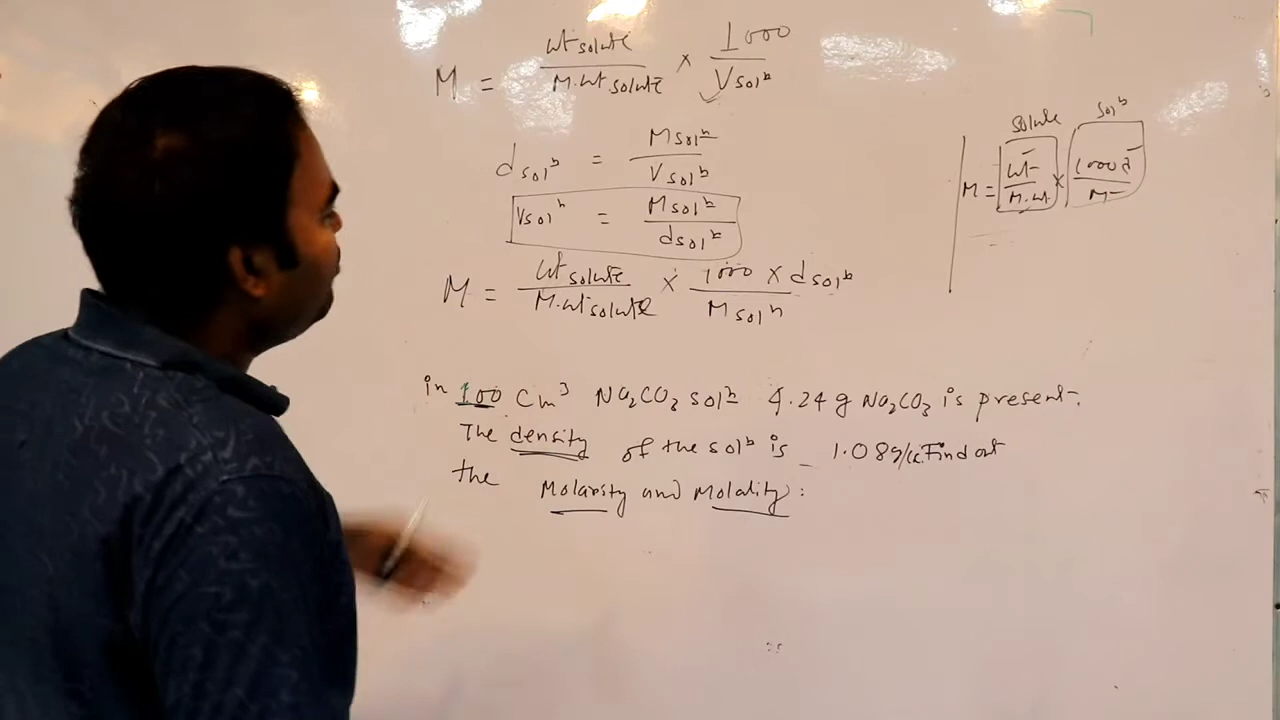 M = wt solute / M.wt solute × 1000 / V solⁿ
d solⁿ = M solⁿ / V solⁿ
V solⁿ = M solⁿ / d solⁿ
M = wt solute / M.wt solute × 1000 × d solⁿ / M solⁿ
solute solⁿ
M = wt / M.wt × 1000 d / M
in 100 Cm³ Na₂CO₃ solⁿ 4.24 g Na₂CO₃ is present.
The density of the solⁿ is 1.08g/cc. Find out
the Molarity and Molality: